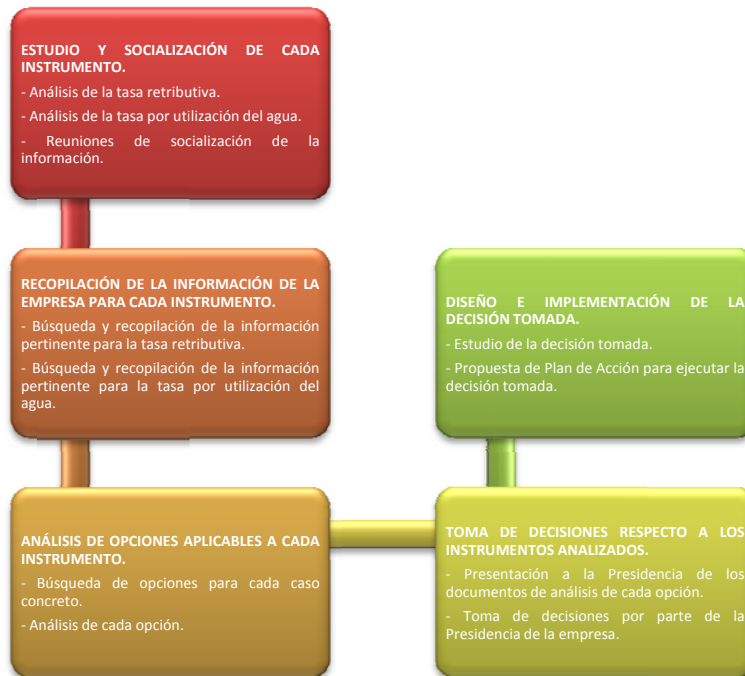 ESTUDIO Y SOCIALIZACIÓN DE CADA
INSTRUMENTO.
- Análisis de la tasa retributiva.
- Análisis de la tasa por utilización del agua.
- Reuniones de socialización de la
información.
RECOPILACIÓN DE LA INFORMACIÓN DE LA
EMPRESA PARA CADA INSTRUMENTO.
- Búsqueda y recopilación de la información
pertinente para la tasa retributiva.
- Búsqueda y recopilación de la información
pertinente para la tasa por utilización del
agua.
ANÁLISIS DE OPCIONES APLICABLES A CADA
INSTRUMENTO.
- Búsqueda de opciones para cada caso
concreto.
- Análisis de cada opción.
TOMA DE DECISIONES RESPECTO A LOS
INSTRUMENTOS ANALIZADOS.
- Presentación a la Presidencia de los
documentos de análisis de cada opción.
- Toma de decisiones por parte de la
Presidencia de la empresa.
DISEÑO E IMPLEMENTACIÓN DE LA
DECISIÓN TOMADA.
- Estudio de la decisión tomada.
- Propuesta de Plan de Acción para ejecutar la
decisión tomada.